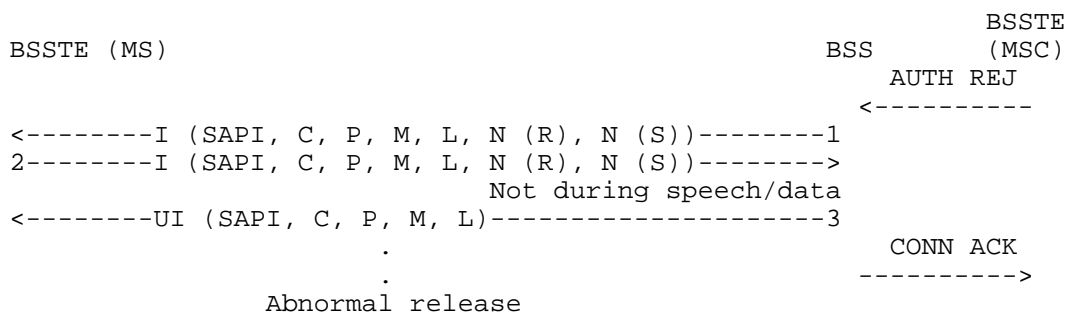 BSSTE
BSSTE (MS)                                         BSS       (MSC)
                                                       AUTH REJ
                                                     <----------
<--------I (SAPI, C, P, M, L, N (R), N (S))--------1
2--------I (SAPI, C, P, M, L, N (R), N (S))-------->
                              Not during speech/data
<--------UI (SAPI, C, P, M, L)---------------------3
                       .                               CONN ACK
                       .                             ---------->
                Abnormal release